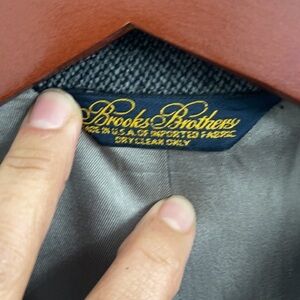 Brooks Brothers
MADE IN U.S.A. OF IMPORTED FABRIC
DRY CLEAN ONLY